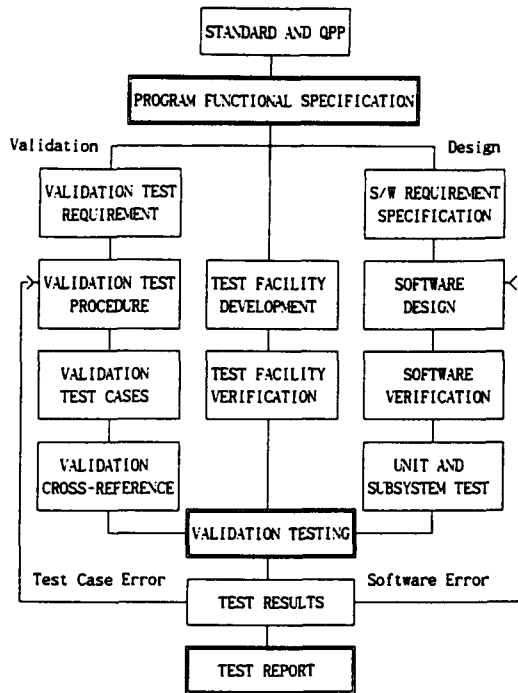 STANDARD AND QPP
PROGRAM FUNCTIONAL SPECIFICATION
Validation
Design
VALIDATION TEST
REQUIREMENT
S/W REQUIREMENT
SPECIFICATION
VALIDATION TEST
PROCEDURE
TEST FACILITY
DEVELOPMENT
SOFTWARE
DESIGN
VALIDATION
TEST CASES
TEST FACILITY
VERIFICATION
SOFTWARE
VERIFICATION
VALIDATION
CROSS-REFERENCE
UNIT AND
SUBSYSTEM TEST
VALIDATION TESTING
Test Case Error
Software Error
TEST RESULTS
TEST REPORT